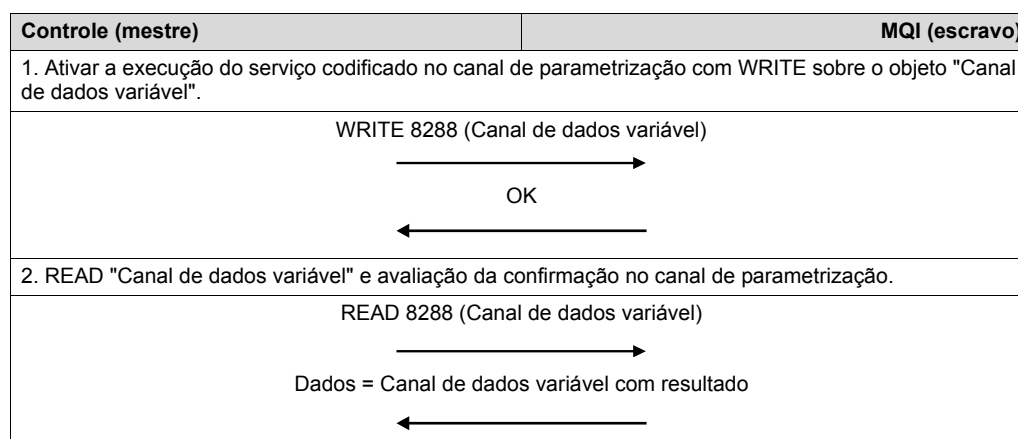 Controle (mestre) MQI (escravo)
1. Ativar a execução do serviço codificado no canal de parametrização com WRITE sobre o objeto "Canal
de dados variável".
WRITE 8288 (Canal de dados variável)
OK
2. READ "Canal de dados variável" e avaliação da confirmação no canal de parametrização.
READ 8288 (Canal de dados variável)
Dados = Canal de dados variável com resultado